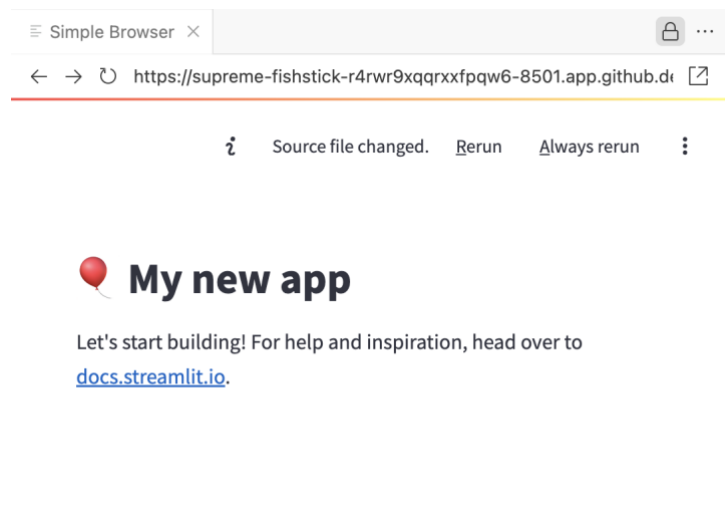 Simple Browser
https://supreme-fishstick-r4rwr9xqqrxxfpqw6-8501.app.github.de
Source file changed. Rerun Always rerun
My new app
Let's start building! For help and inspiration, head over to
docs.streamlit.io.